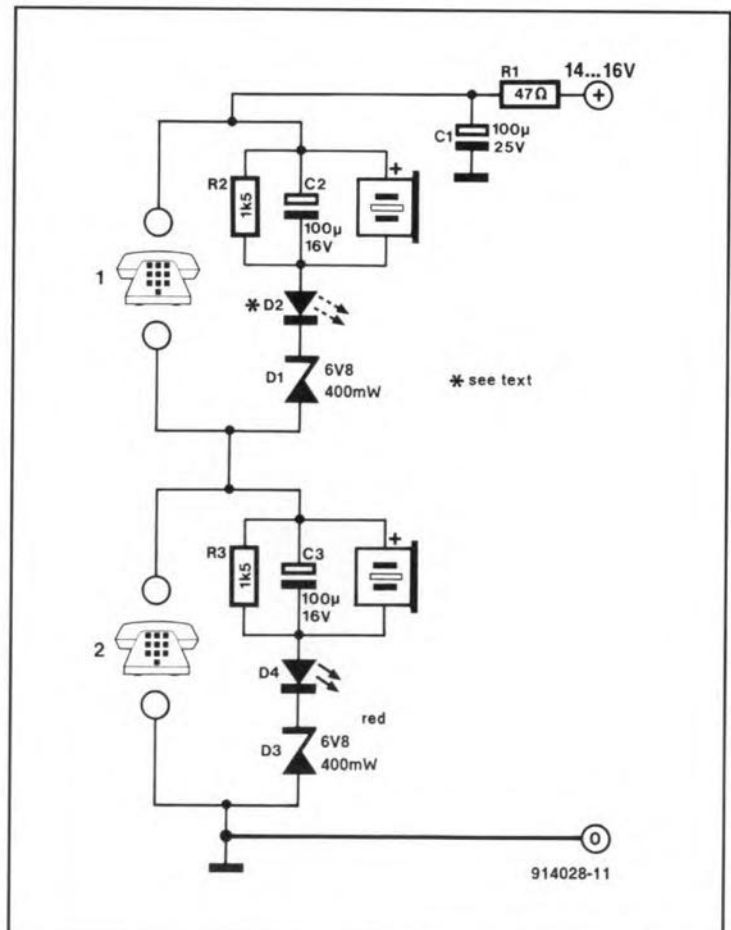 R1
14...16V
47Ω
+
C1
100µ
25V
R2
1k5
C2
100µ
16V
+
1
* D2
D1
6V8
400mW
* see text
R3
1k5
C3
100µ
16V
+
2
D4
red
D3
6V8
400mW
0
914028-11